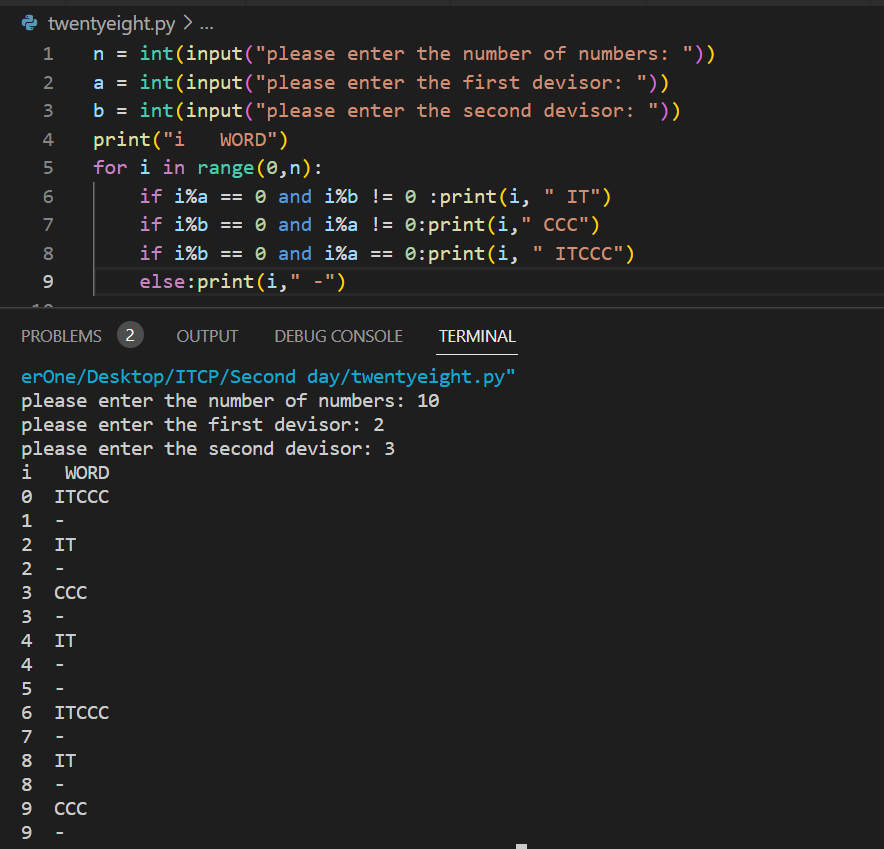 twentyeight.py > ...
1 n = int(input("please enter the number of numbers: "))
2 a = int(input("please enter the first devisor: "))
3 b = int(input("please enter the second devisor: "))
4 print("i   WORD")
5 for i in range(0,n):
6     if i%a == 0 and i%b != 0 :print(i, " IT")
7     if i%b == 0 and i%a != 0:print(i," CCC")
8     if i%b == 0 and i%a == 0:print(i, " ITCCC")
9     else:print(i," -")
10
PROBLEMS 2 OUTPUT DEBUG CONSOLE TERMINAL
erOne/Desktop/ITCP/Second day/twentyeight.py"
please enter the number of numbers: 10
please enter the first devisor: 2
please enter the second devisor: 3
i   WORD
0  ITCCC
1  -
2  IT
2  -
3  CCC
3  -
4  IT
4  -
5  -
6  ITCCC
7  -
8  IT
8  -
9  CCC
9  -